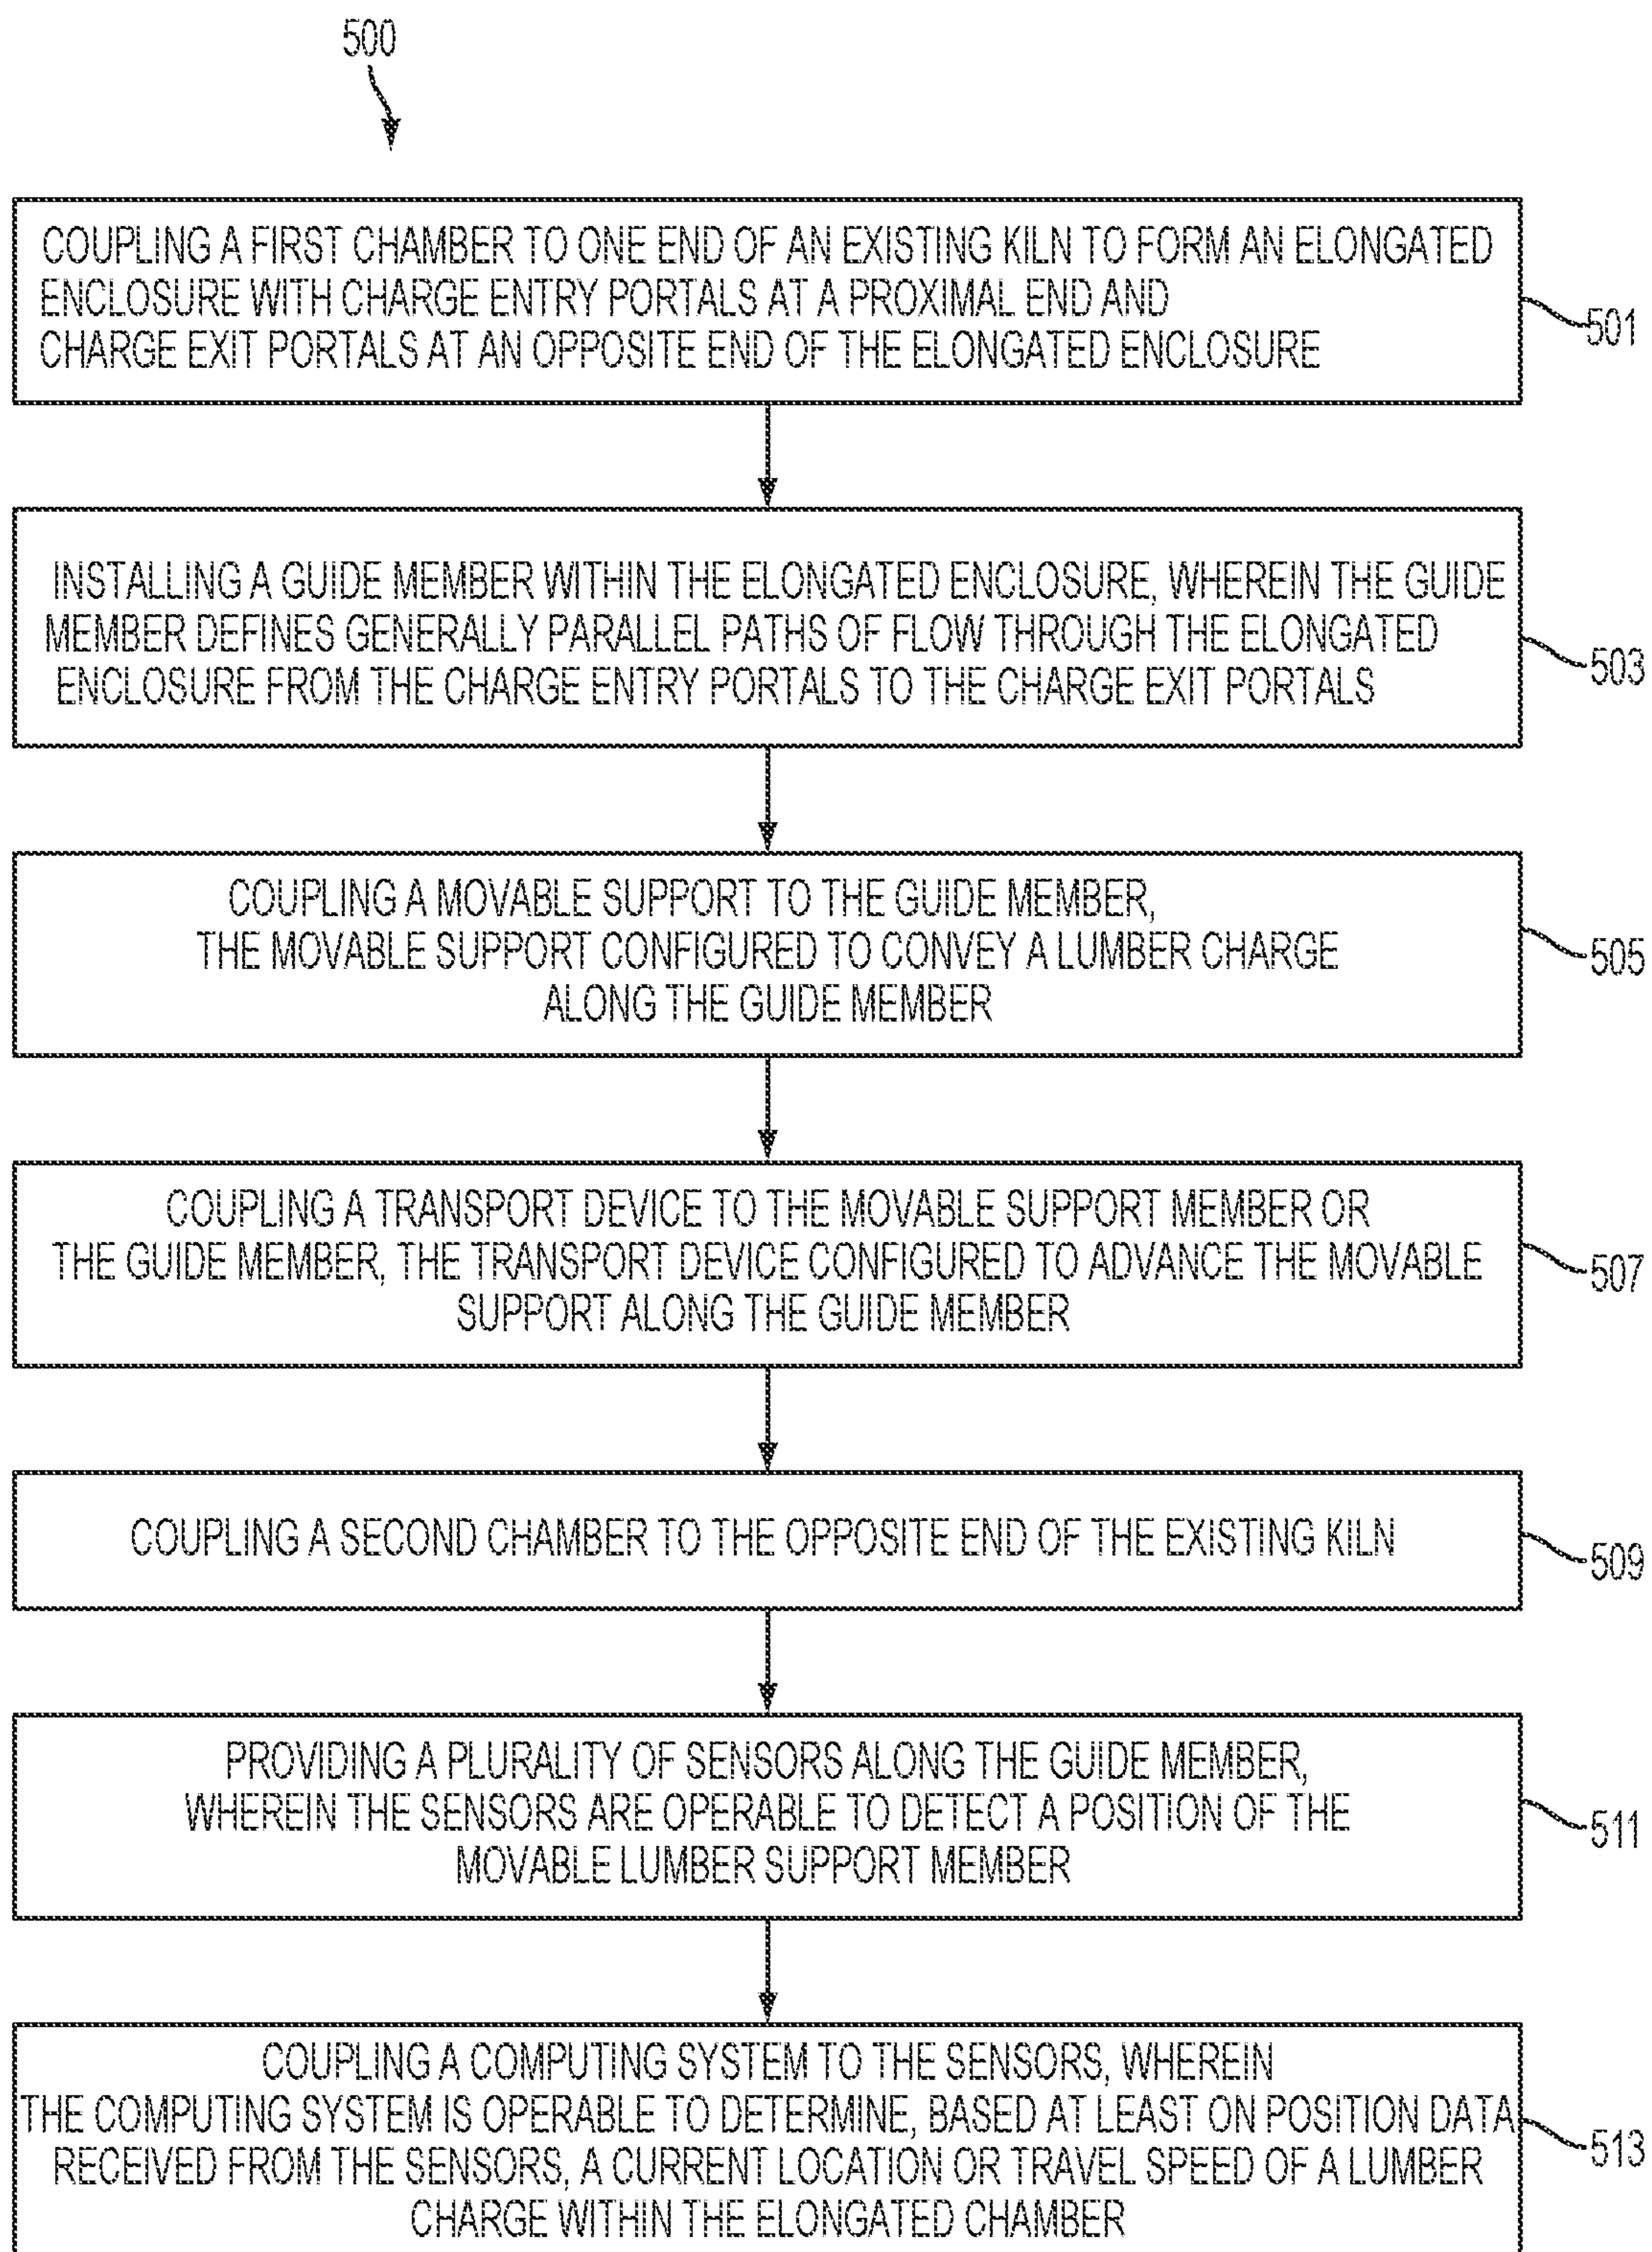 500
COUPLING A FIRST CHAMBER TO ONE END OF AN EXISTING KILN TO FORM AN ELONGATED
ENCLOSURE WITH CHARGE ENTRY PORTALS AT A PROXIMAL END AND
CHARGE EXIT PORTALS AT AN OPPOSITE END OF THE ELONGATED ENCLOSURE
501
INSTALLING A GUIDE MEMBER WITHIN THE ELONGATED ENCLOSURE, WHEREIN THE GUIDE
MEMBER DEFINES GENERALLY PARALLEL PATHS OF FLOW THROUGH THE ELONGATED
ENCLOSURE FROM THE CHARGE ENTRY PORTALS TO THE CHARGE EXIT PORTALS
503
COUPLING A MOVABLE SUPPORT TO THE GUIDE MEMBER,
THE MOVABLE SUPPORT CONFIGURED TO CONVEY A LUMBER CHARGE
ALONG THE GUIDE MEMBER
505
COUPLING A TRANSPORT DEVICE TO THE MOVABLE SUPPORT MEMBER OR
THE GUIDE MEMBER, THE TRANSPORT DEVICE CONFIGURED TO ADVANCE THE MOVABLE
SUPPORT ALONG THE GUIDE MEMBER
507
COUPLING A SECOND CHAMBER TO THE OPPOSITE END OF THE EXISTING KILN
509
PROVIDING A PLURALITY OF SENSORS ALONG THE GUIDE MEMBER,
WHEREIN THE SENSORS ARE OPERABLE TO DETECT A POSITION OF THE
MOVABLE LUMBER SUPPORT MEMBER
511
COUPLING A COMPUTING SYSTEM TO THE SENSORS, WHEREIN
THE COMPUTING SYSTEM IS OPERABLE TO DETERMINE, BASED AT LEAST ON POSITION DATA
RECEIVED FROM THE SENSORS, A CURRENT LOCATION OR TRAVEL SPEED OF A LUMBER
CHARGE WITHIN THE ELONGATED CHAMBER
513